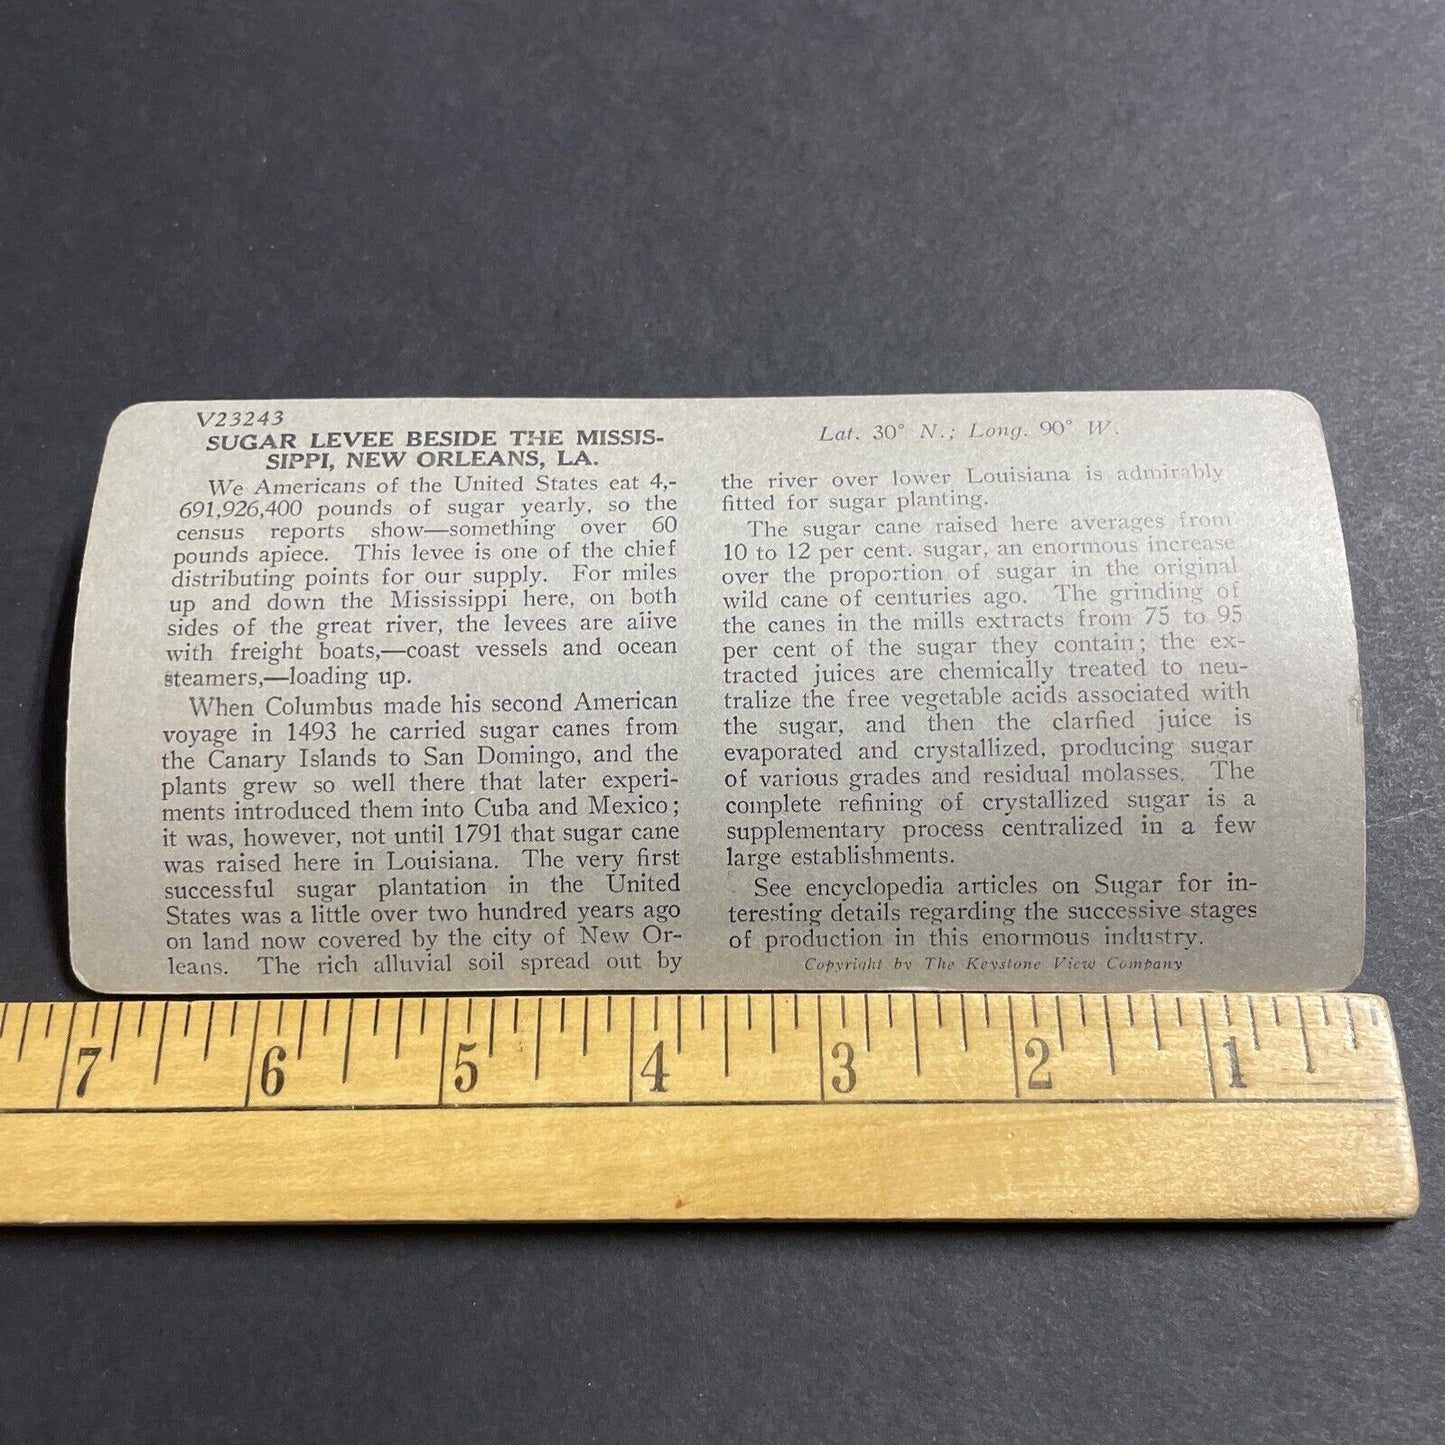 V23243
SUGAR LEVEE BESIDE THE MISSIS-
SIPPI, NEW ORLEANS, LA.
We Americans of the United States eat 4,-
691,926,400 pounds of sugar yearly, so the
census reports show—something over 60
pounds apiece. This levee is one of the chief
distributing points for our supply. For miles
up and down the Mississippi here, on both
sides of the great river, the levees are alive
with freight boats,—coast vessels and ocean
steamers,—loading up.
When Columbus made his second American
voyage in 1493 he carried sugar canes from
the Canary Islands to San Domingo, and the
plants grew so well there that later experi-
ments introduced them into Cuba and Mexico;
it was, however, not until 1791 that sugar cane
was raised here in Louisiana. The very first
successful sugar plantation in the United
States was a little over two hundred years ago
on land now covered by the city of New Or-
leans. The rich alluvial soil spread out by
Lat. 30° N.; Long. 90° W.
the river over lower Louisiana is admirably
fitted for sugar planting.
The sugar cane raised here averages from
10 to 12 per cent. sugar, an enormous increase
over the proportion of sugar in the original
wild cane of centuries ago. The grinding of
the canes in the mills extracts from 75 to 95
per cent of the sugar they contain; the ex-
tracted juices are chemically treated to neu-
tralize the free vegetable acids associated with
the sugar, and then the clarfied juice is
evaporated and crystallized, producing sugar
of various grades and residual molasses. The
complete refining of crystallized sugar is a
supplementary process centralized in a few
large establishments.
See encyclopedia articles on Sugar for in-
teresting details regarding the successive stages
of production in this enormous industry.
Copyright by The Keystone View Company
7 6 5 4 3 2 1